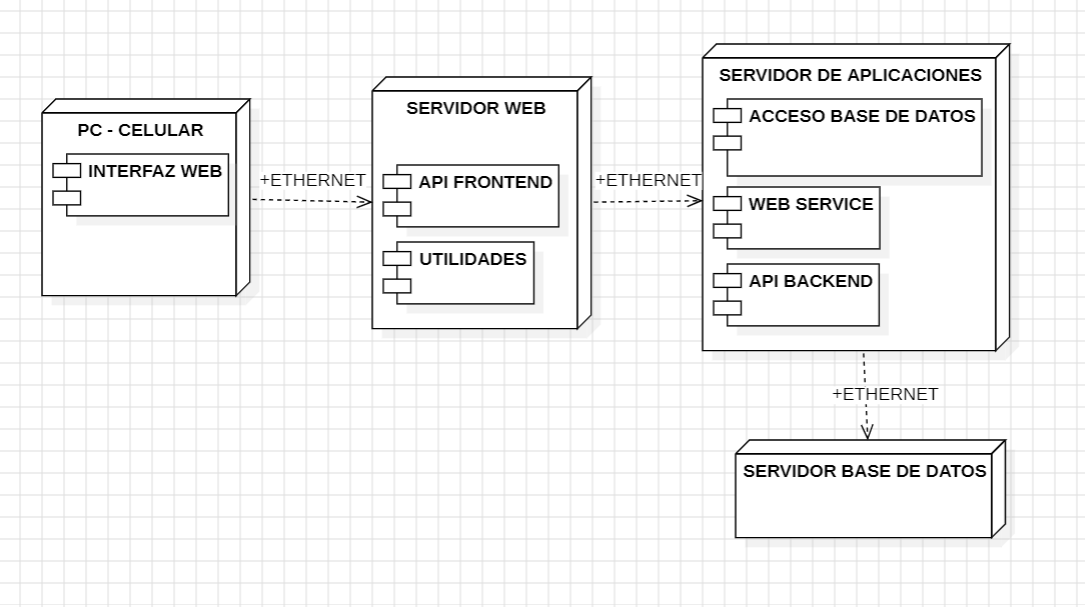 PC - CELULAR
INTERFAZ WEB
+ETHERNET
SERVIDOR WEB
API FRONTEND
UTILIDADES
+ETHERNET
SERVIDOR DE APLICACIONES
ACCESO BASE DE DATOS
WEB SERVICE
API BACKEND
+ETHERNET
SERVIDOR BASE DE DATOS